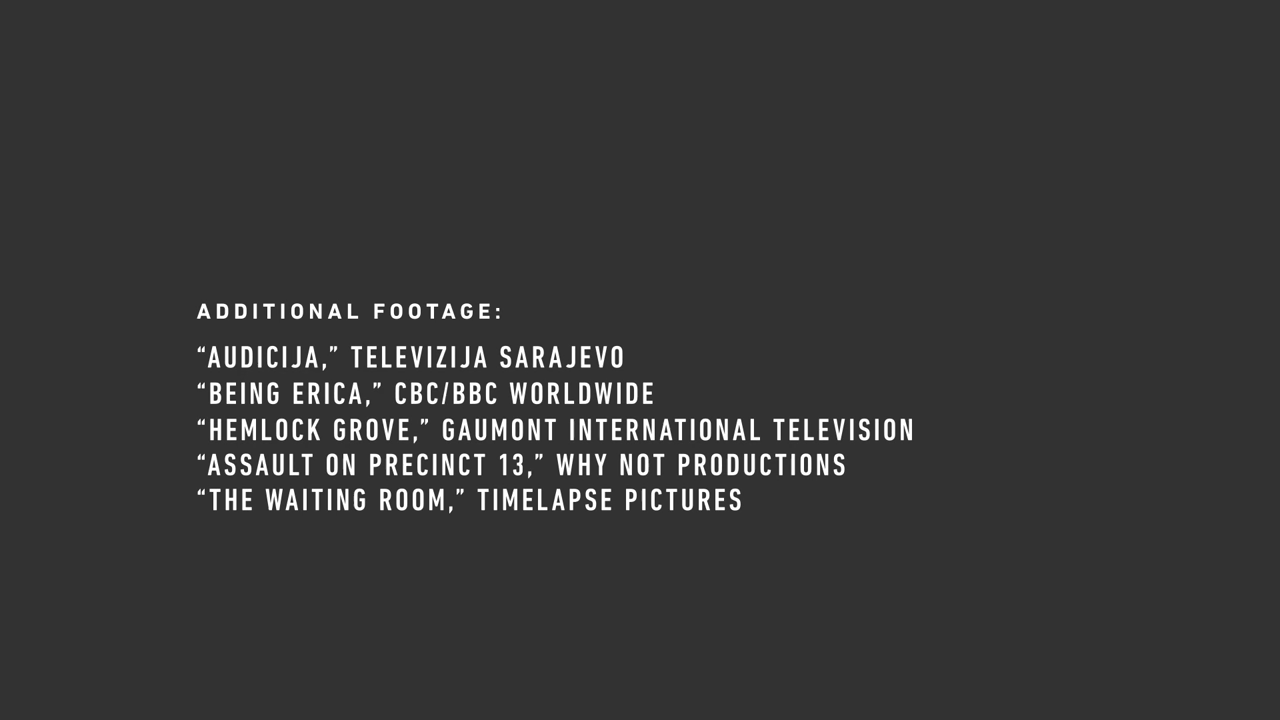 ADDITIONAL FOOTAGE:
“AUDICIJA,” TELEVIZIJA SARAJEVO
“BEING ERICA,” CBC/BBC WORLDWIDE
“HEMLOCK GROVE,” GAUMONT INTERNATIONAL TELEVISION
“ASSAULT ON PRECINCT 13,” WHY NOT PRODUCTIONS
“THE WAITING ROOM,” TIMELAPSE PICTURES